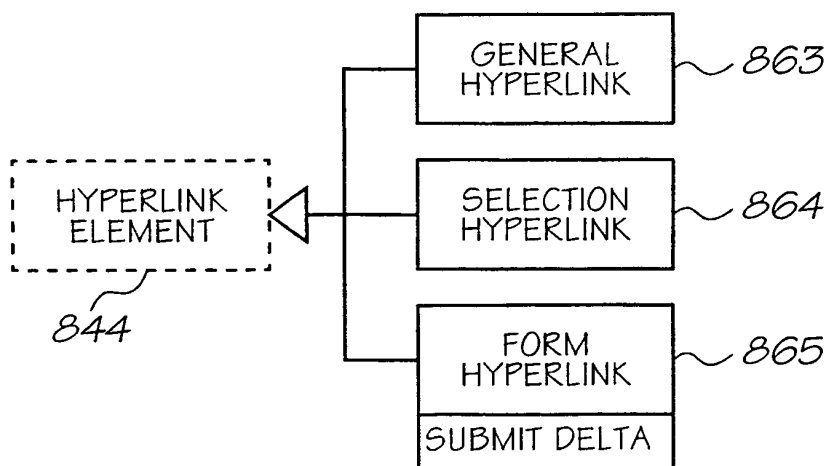 GENERAL
HYPERLINK
863
HYPERLINK
ELEMENT
844
SELECTION
HYPERLINK
864
FORM
HYPERLINK
865
SUBMIT DELTA